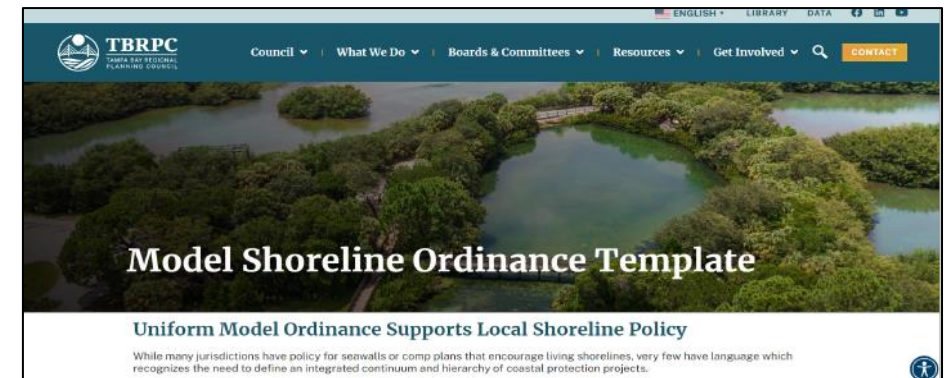 ENGLISH LIBRARY DATA
TBRPC
TAMPA BAY REGIONAL
PLANNING COUNCIL
Council What We Do Boards & Committees Resources Get Involved CONTACT
Model Shoreline Ordinance Template
Uniform Model Ordinance Supports Local Shoreline Policy
While many jurisdictions have policy for seawalls or comp plans that encourage living shorelines, very few have language which
recognizes the need to define an integrated continuum and hierarchy of coastal protection projects.